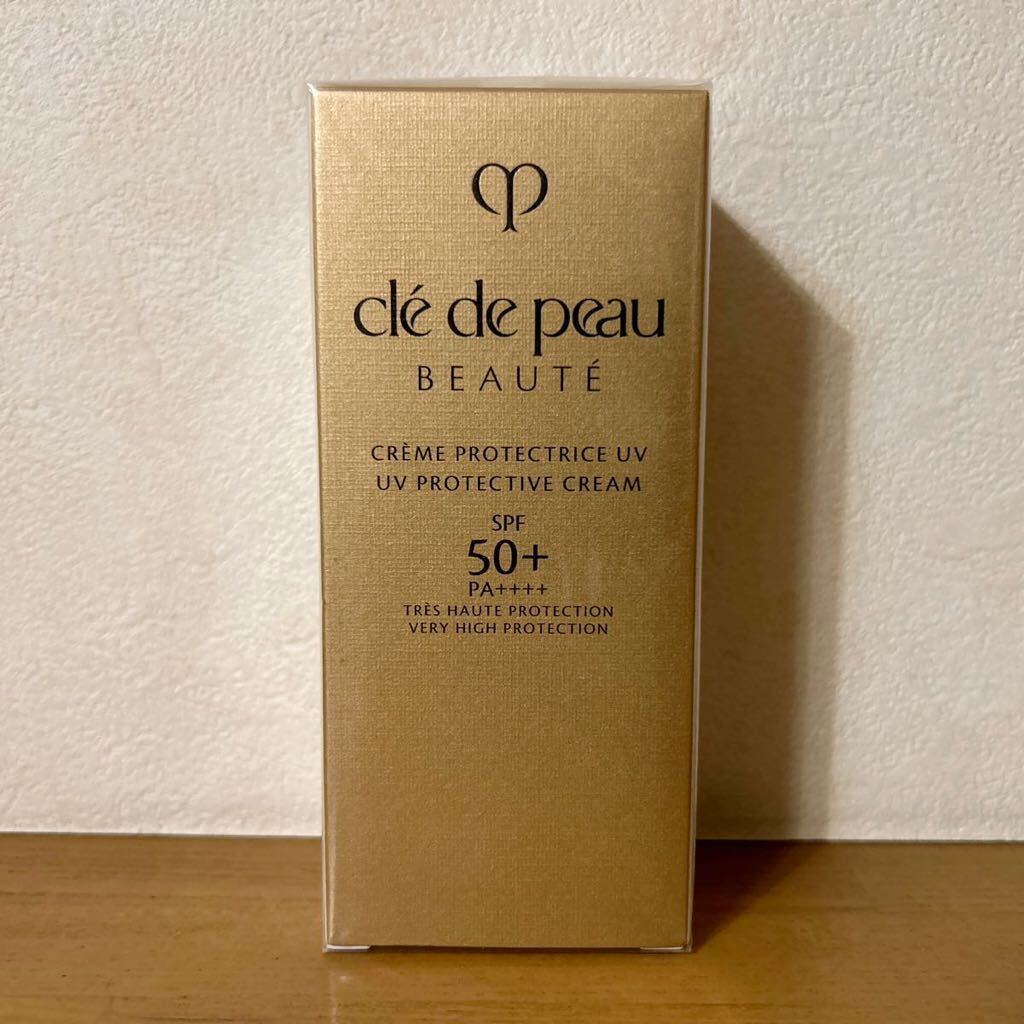 clé de peau
BEAUTÉ
CRÈME PROTECTRICE UV
UV PROTECTIVE CREAM
SPF
50+
PA++++
TRÈS HAUTE PROTECTION
VERY HIGH PROTECTION